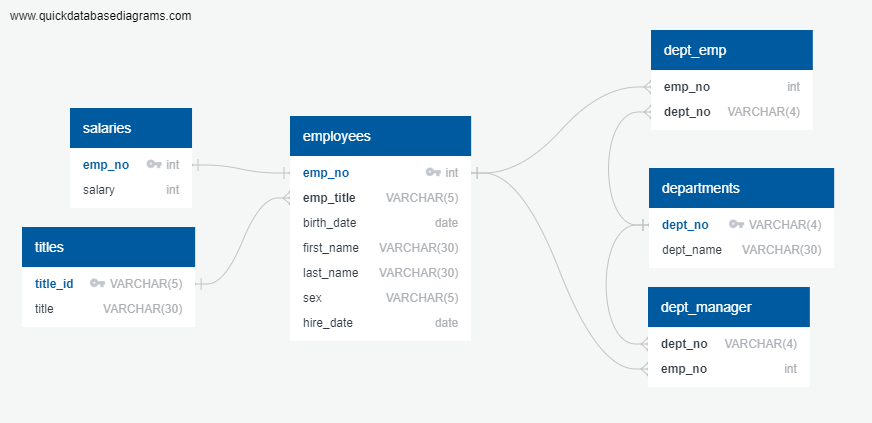 www.quickdatabasediagrams.com
salaries
emp_no int
salary int
titles
title_id VARCHAR(5)
title VARCHAR(30)
employees
emp_no int
emp_title VARCHAR(5)
birth_date date
first_name VARCHAR(30)
last_name VARCHAR(30)
sex VARCHAR(5)
hire_date date
dept_emp
emp_no int
dept_no VARCHAR(4)
departments
dept_no VARCHAR(4)
dept_name VARCHAR(30)
dept_manager
dept_no VARCHAR(4)
emp_no int